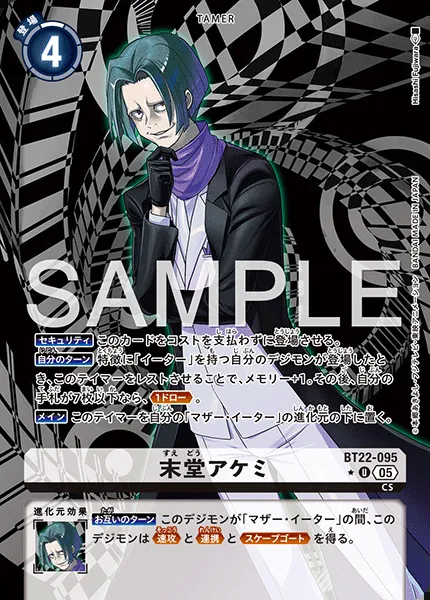 登場
4
TAMER
Hisashi Fujiwara
BANDAI MADE IN JAPAN
SAMPLE
セキュリティ このカードをコストを支払わずに登場させる。
自分のターン 特徴に「イーター」を持つ自分のデジモンが登場したと
き、このテイマーをレストさせることで、メモリー+1。その後、自分の
手札が7枚以下なら、1ドロー。
メイン このテイマーを自分の「マザー・イーター」の進化元の下に置く。
すえ どう
末堂アケミ
BT22-095
U 05
CS
進化元効果
お互いのターン このデジモンが「マザー・イーター」の間、この
デジモンは 速攻 と 連携 と スケープゴート を得る。